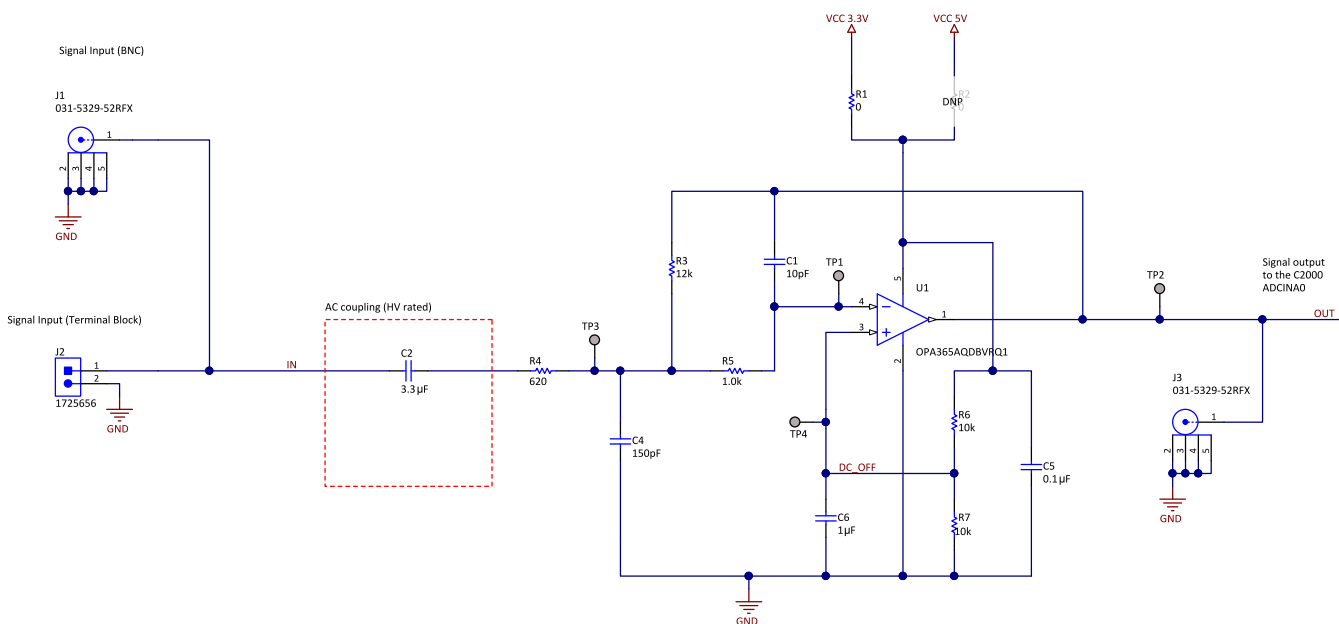 VCC 3.3V
VCC 5V
Signal Input (BNC)
J1
031-5329-52RFX
1
2
3
4
5
GND
R1
0
R2
0
DNP
R3
12k
C1
10pF
TP1
U1
5
4
3
1
2
OPA365AQDBVRQ1
TP2
Signal output
to the C2000
ADCINA0
OUT
AC coupling (HV rated)
Signal Input (Terminal Block)
J2
1
2
1725656
GND
IN
C2
3.3µF
R4
620
TP3
R5
1.0k
C4
150pF
TP4
DC_OFF
R6
10k
C5
0.1µF
C6
1µF
R7
10k
GND
J3
031-5329-52RFX
1
2
3
4
5
GND